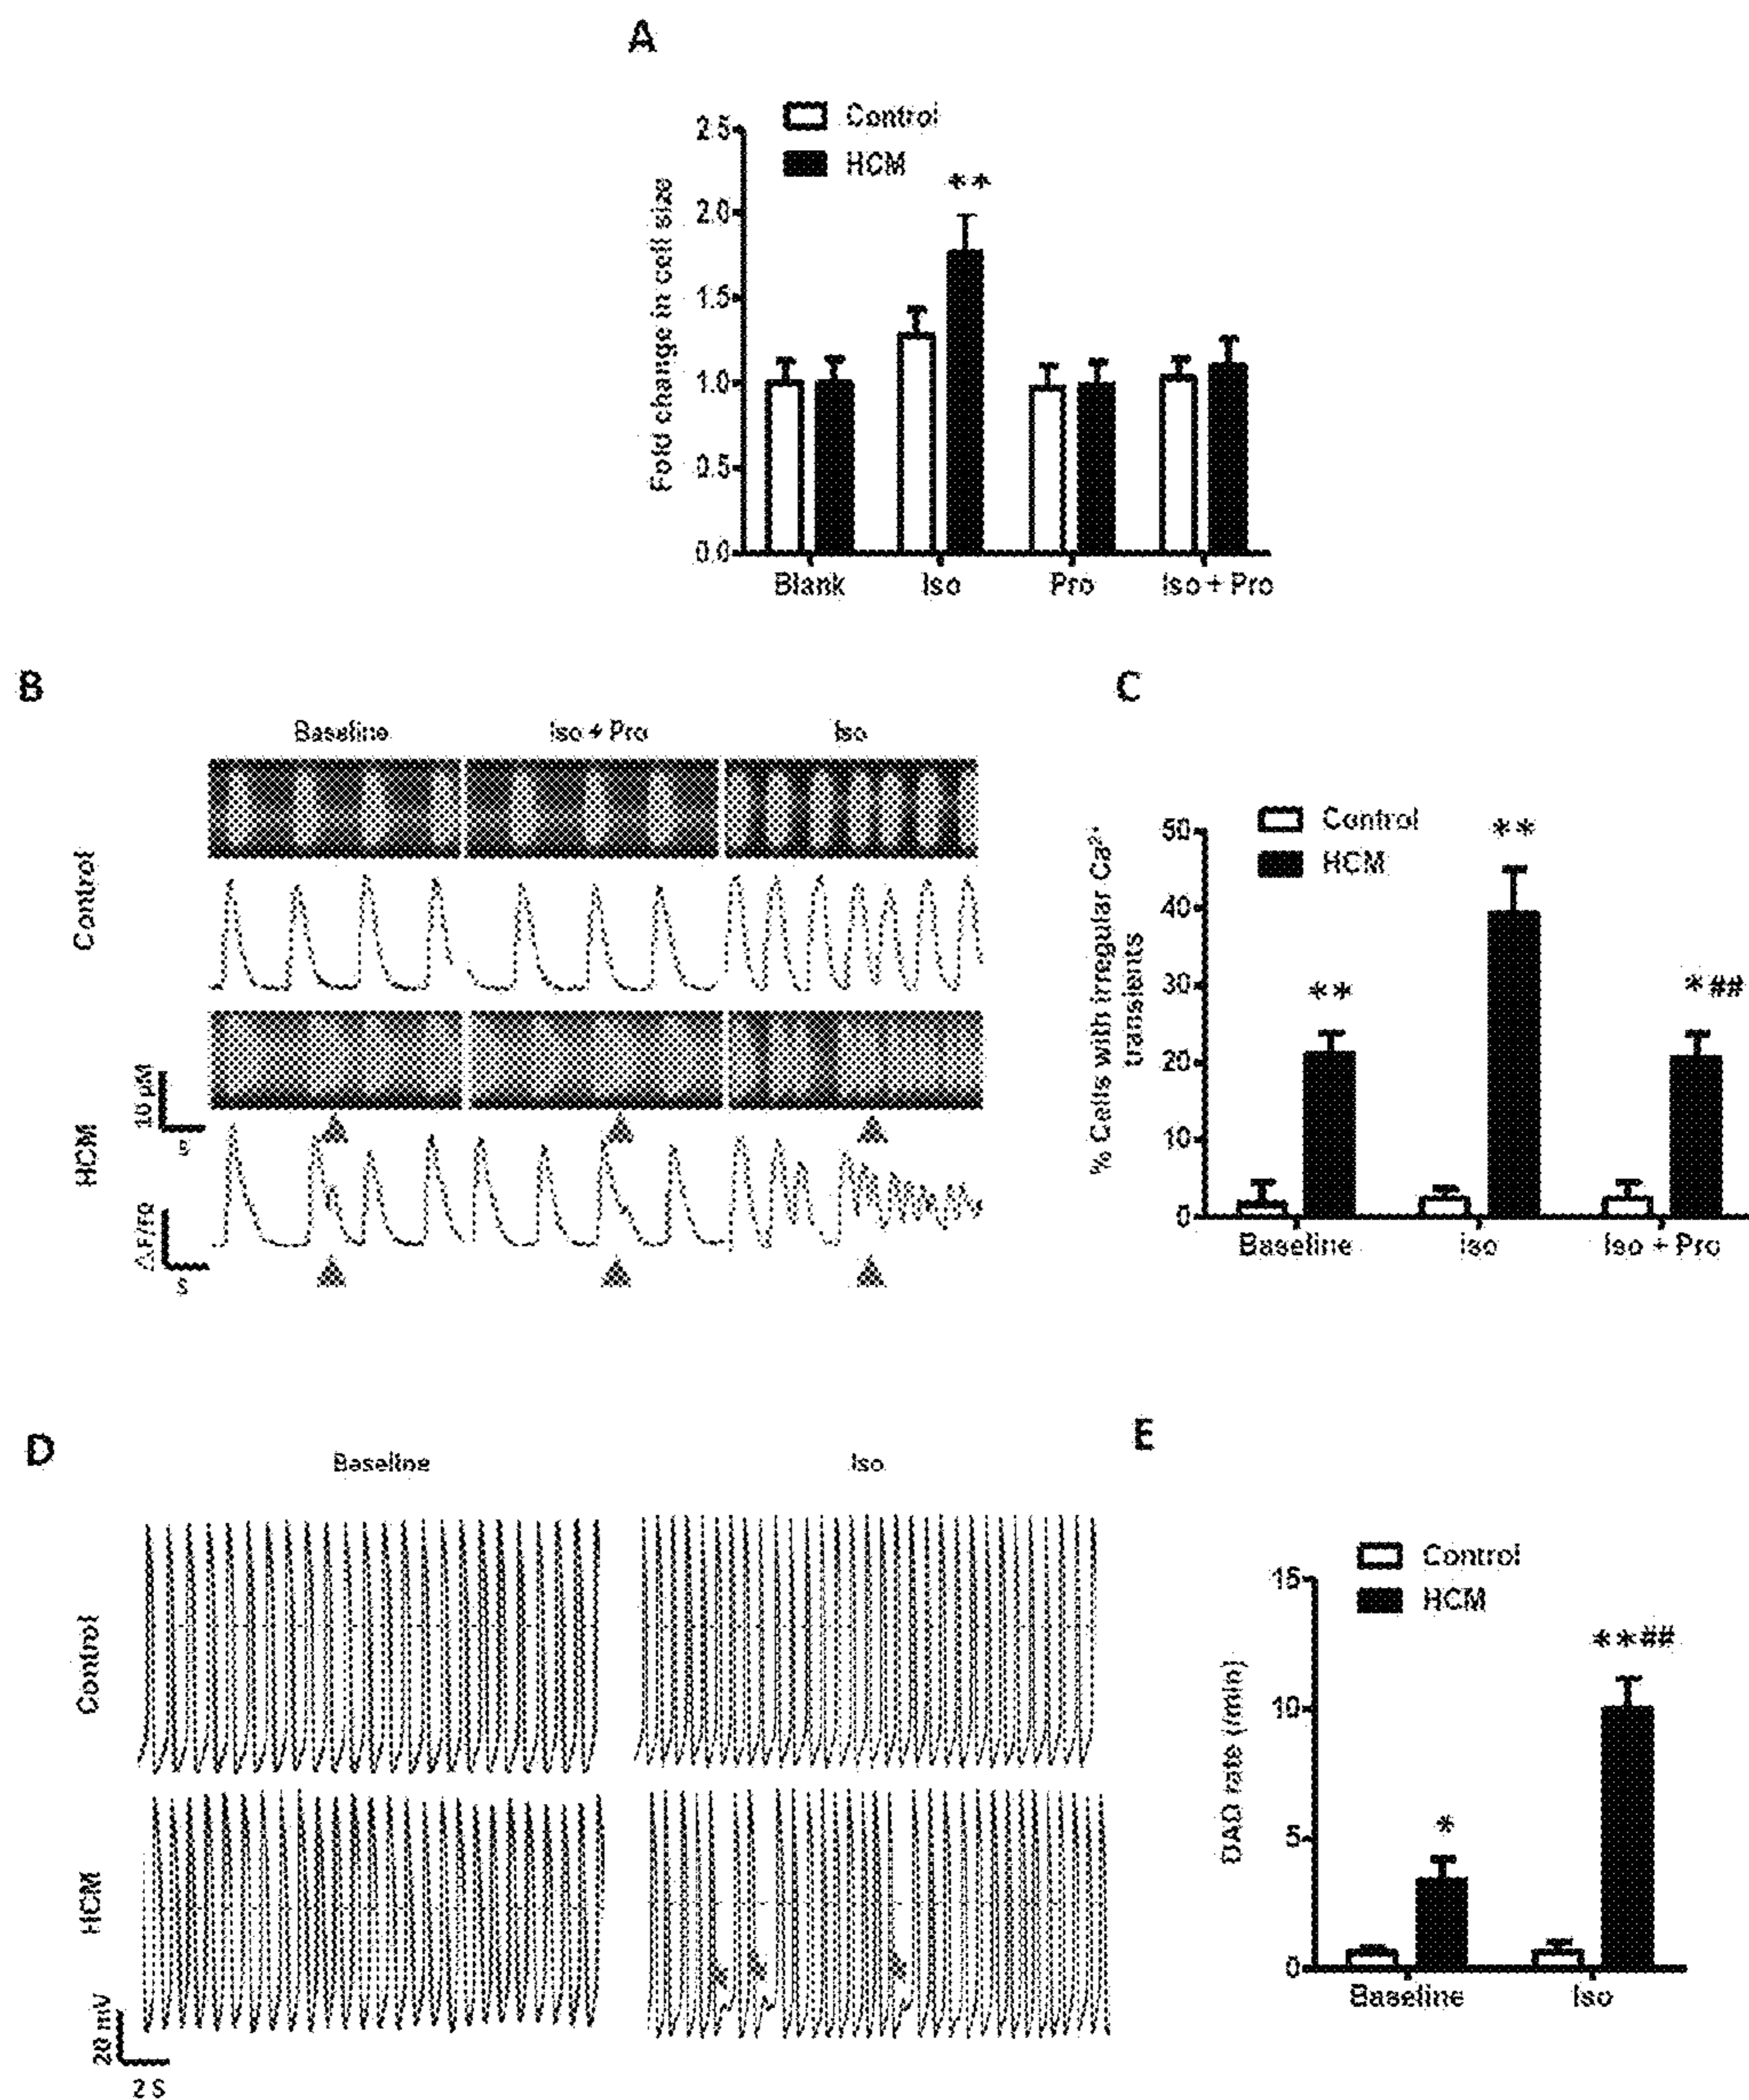 A
Control
HCM
**
Fold change in cell size
2.5
2.0
1.5
1.0
0.5
0.0
Blank
Iso
Pro
Iso + Pro
B
Baseline
Iso + Pro
Iso
Control
HCM
10 μM
S
ΔF/F0
S
C
Control
HCM
% Cells with irregular Ca²⁺
transients
50
40
30
20
10
0
**
**
*##
Baseline
Iso
Iso + Pro
D
Baseline
Iso
Control
HCM
20 mV
2 S
E
Control
HCM
DAD rate (/min)
15
10
5
0
*
**##
Baseline
Iso